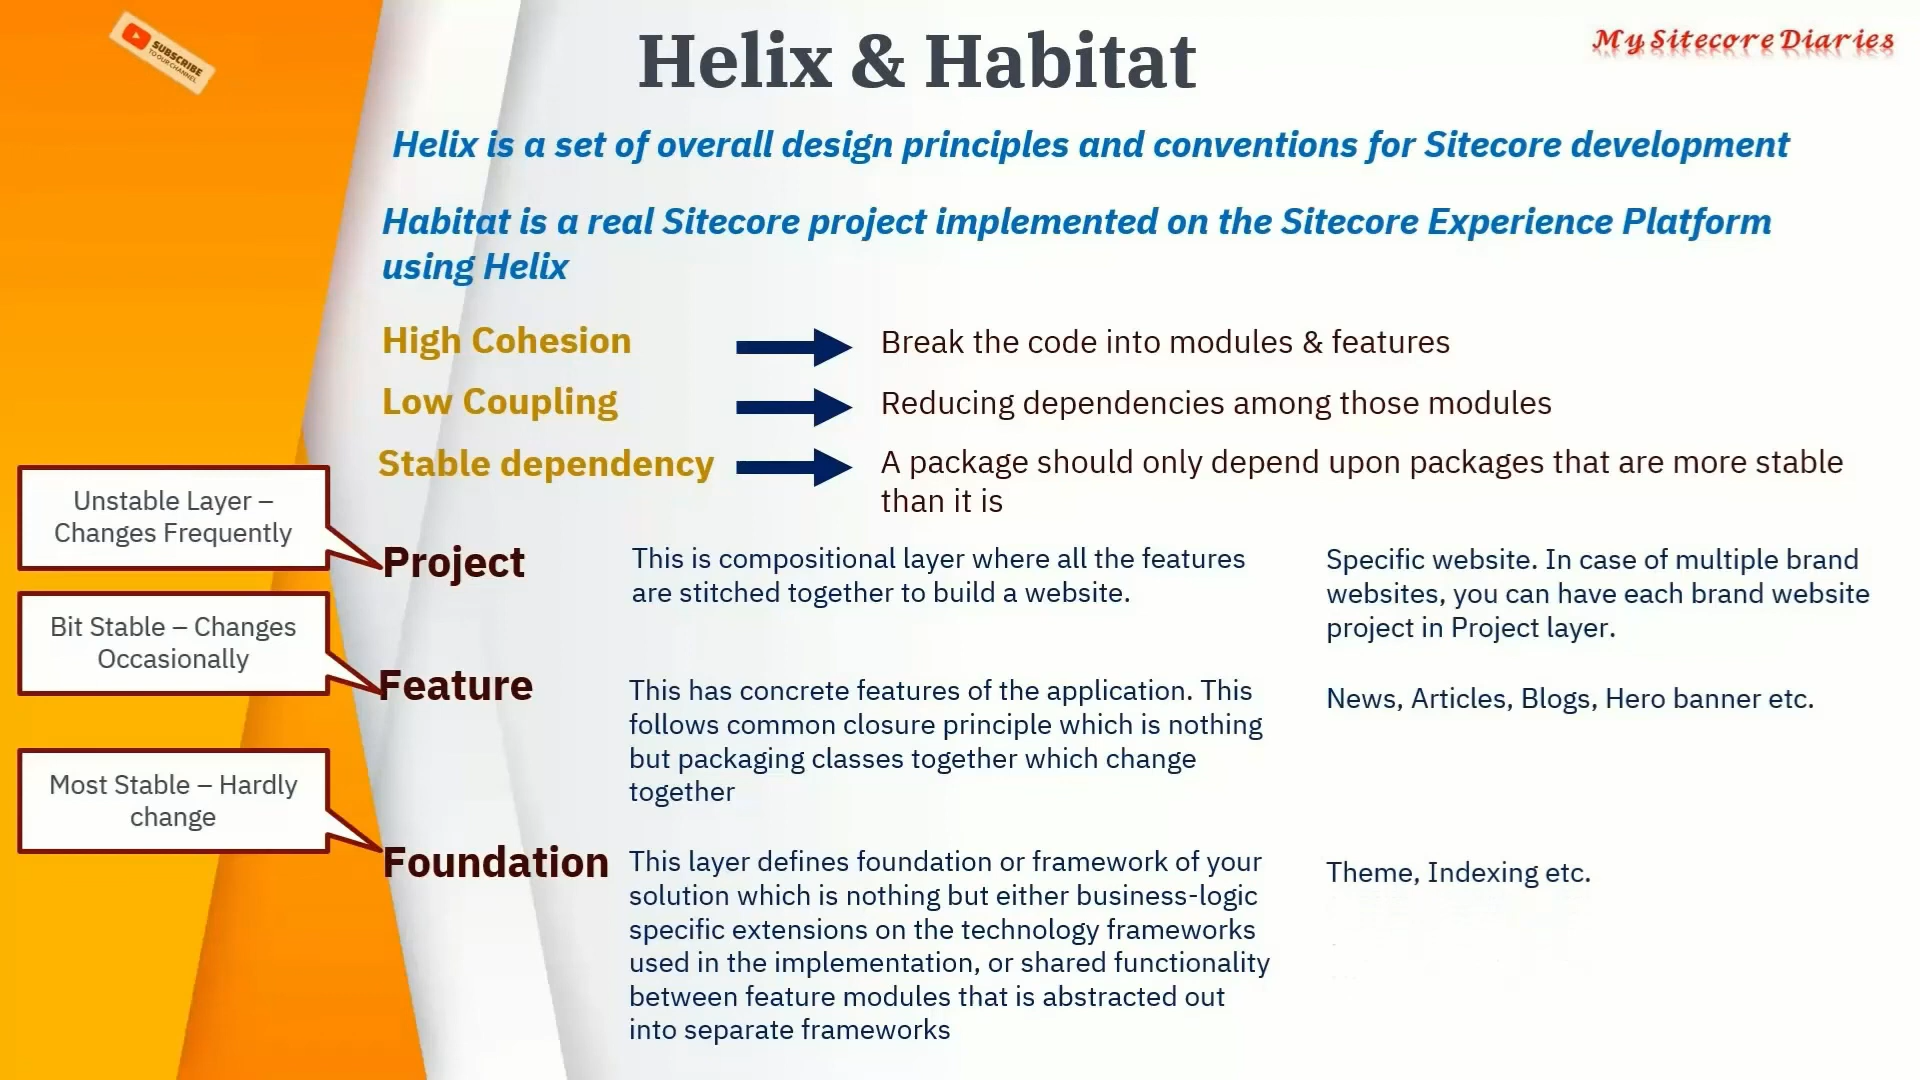 SUBSCRIBE
TO OUR CHANNEL
Helix & Habitat
My Sitecore Diaries
Helix is a set of overall design principles and conventions for Sitecore development
Habitat is a real Sitecore project implemented on the Sitecore Experience Platform
using Helix
High Cohesion
Break the code into modules & features
Low Coupling
Reducing dependencies among those modules
Stable dependency
A package should only depend upon packages that are more stable
than it is
Unstable Layer –
Changes Frequently
Project
This is compositional layer where all the features
are stitched together to build a website.
Specific website. In case of multiple brand
websites, you can have each brand website
project in Project layer.
Bit Stable – Changes
Occasionally
Feature
This has concrete features of the application. This
follows common closure principle which is nothing
but packaging classes together which change
together
News, Articles, Blogs, Hero banner etc.
Most Stable – Hardly
change
Foundation
This layer defines foundation or framework of your
solution which is nothing but either business-logic
specific extensions on the technology frameworks
used in the implementation, or shared functionality
between feature modules that is abstracted out
into separate frameworks
Theme, Indexing etc.